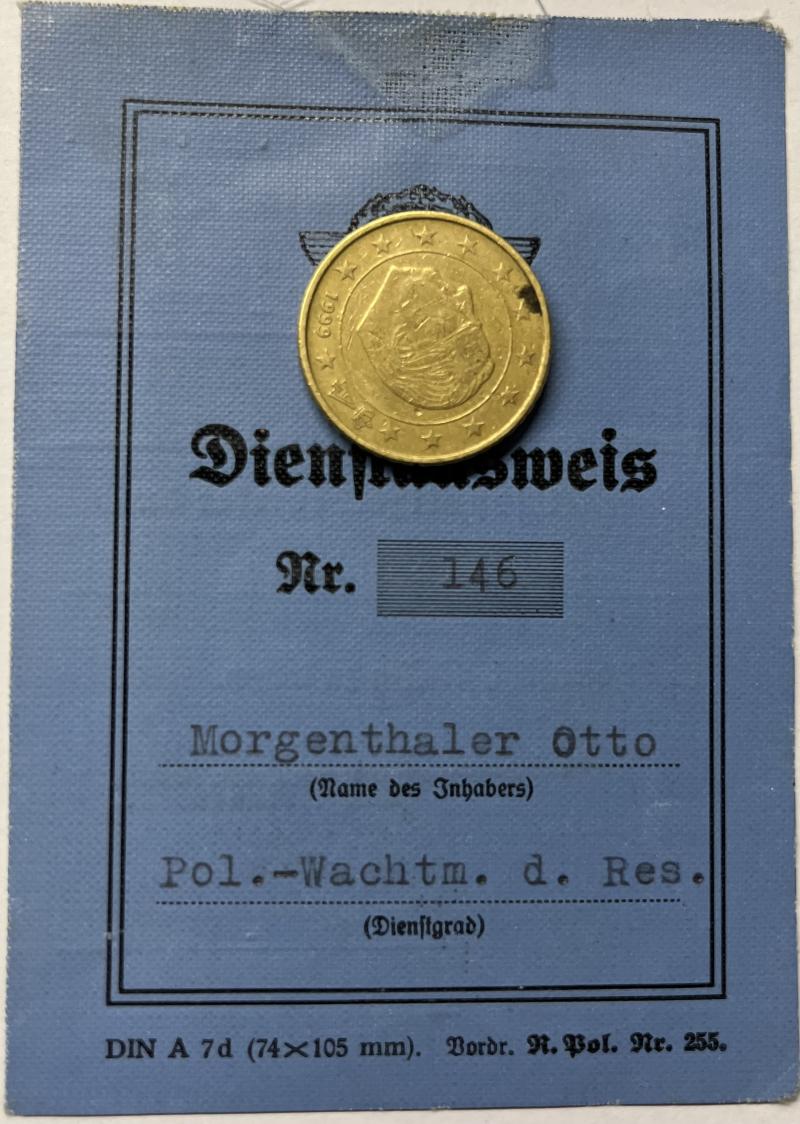 1999
Dienstausweis
Nr. 146
Morgenthaler Otto
(Name des Inhabers)
Pol.-Wachtm. d. Res.
(Dienstgrad)
DIN A 7d (74×105 mm). Vordr. R. Pol. Nr. 255.